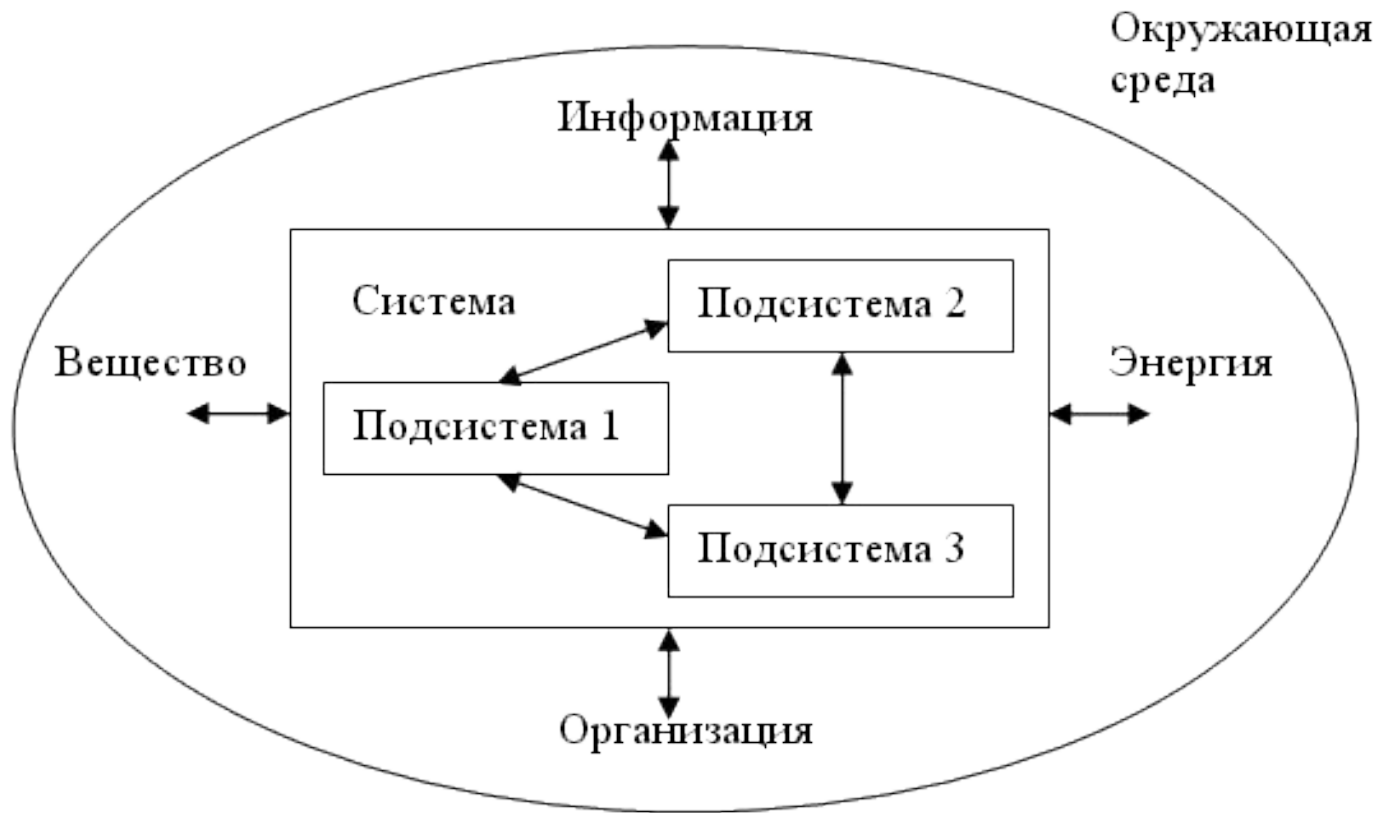 Окружающая
среда
Информация
Система
Подсистема 2
Вещество
Энергия
Подсистема 1
Подсистема 3
Организация